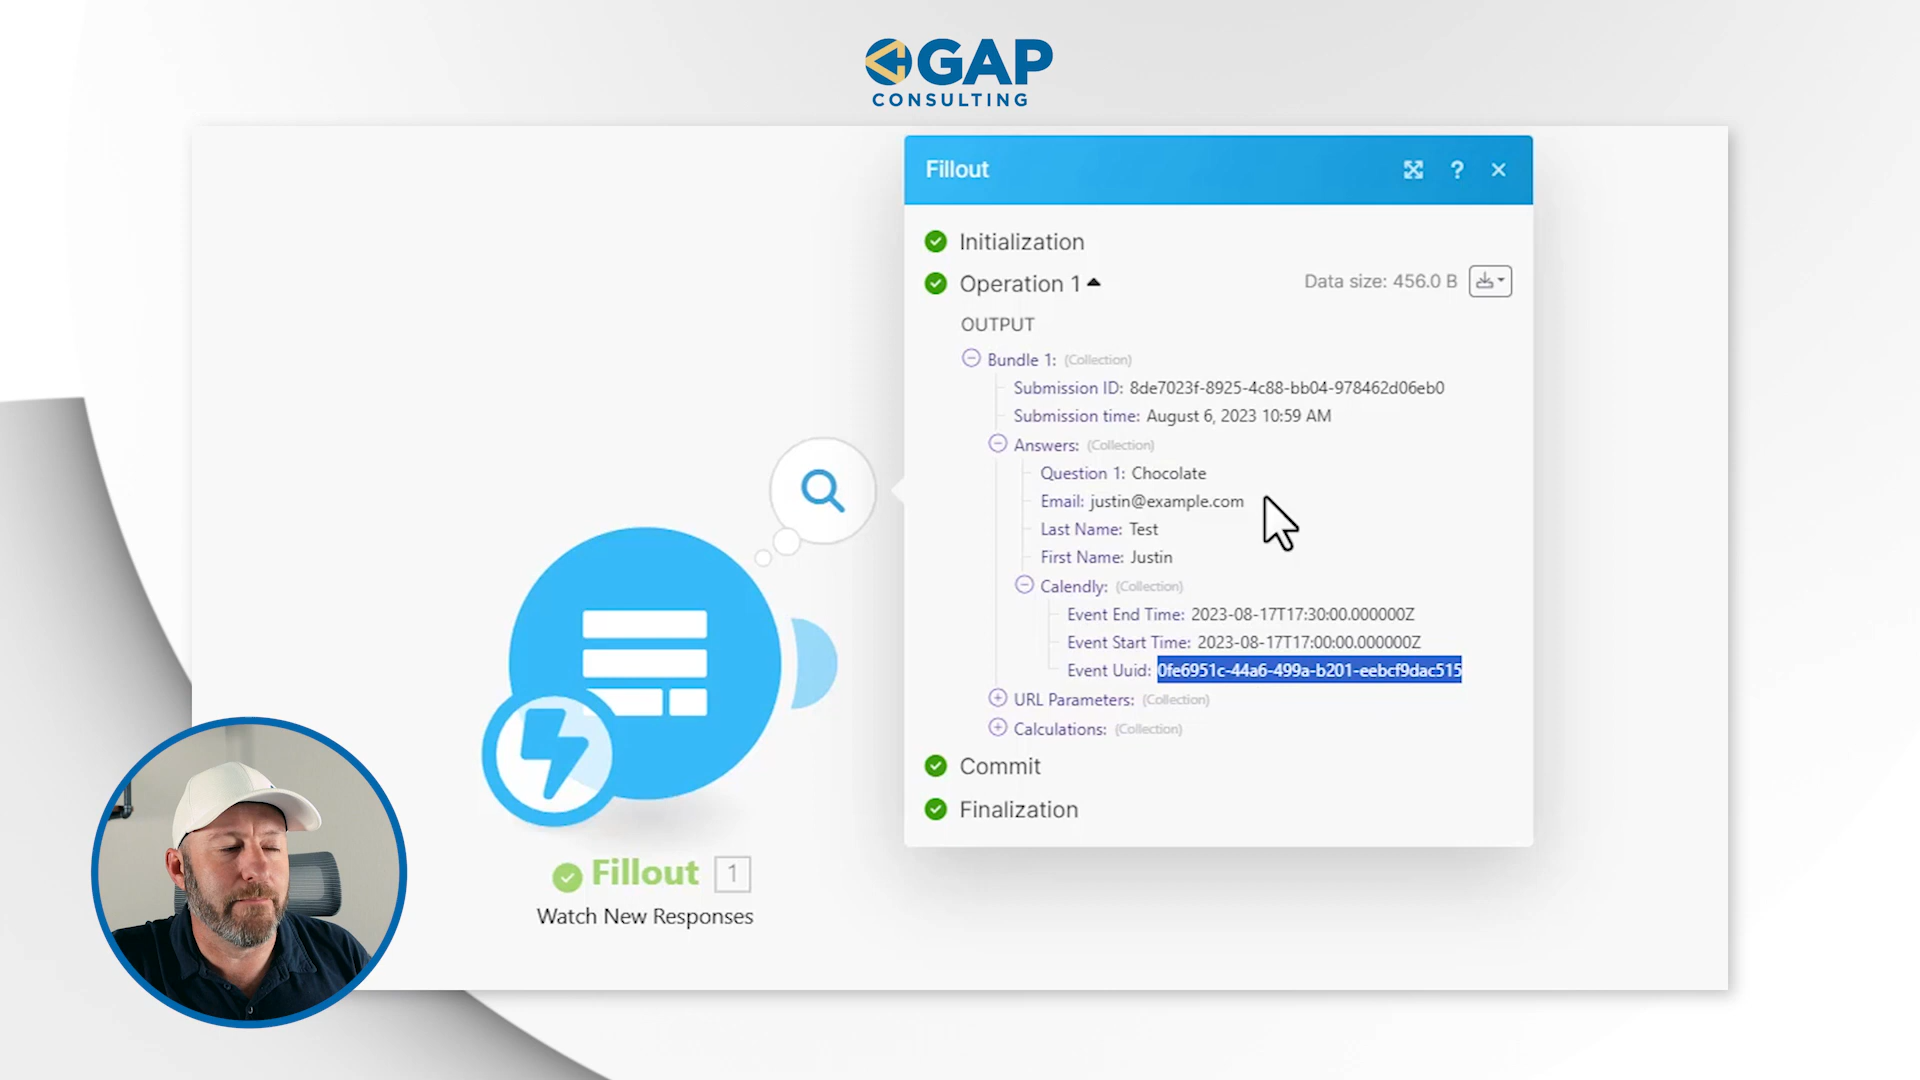 GAP
CONSULTING
Fillout
?
Initialization
Operation 1
Data size: 456.0 B
OUTPUT
Bundle 1: (Collection)
Submission ID: 8de7023f-8925-4c88-bb04-978462d06eb0
Submission time: August 6, 2023 10:59 AM
Answers: (Collection)
Question 1: Chocolate
Email: justin@example.com
Last Name: Test
First Name: Justin
Calendly: (Collection)
Event End Time: 2023-08-17T17:30:00.000000Z
Event Start Time: 2023-08-17T17:00:00.000000Z
Event Uuid: 0fe6951c-44a6-499a-b201-eebcf9dac515
URL Parameters: (Collection)
Calculations: (Collection)
Commit
Finalization
Fillout 1
Watch New Responses